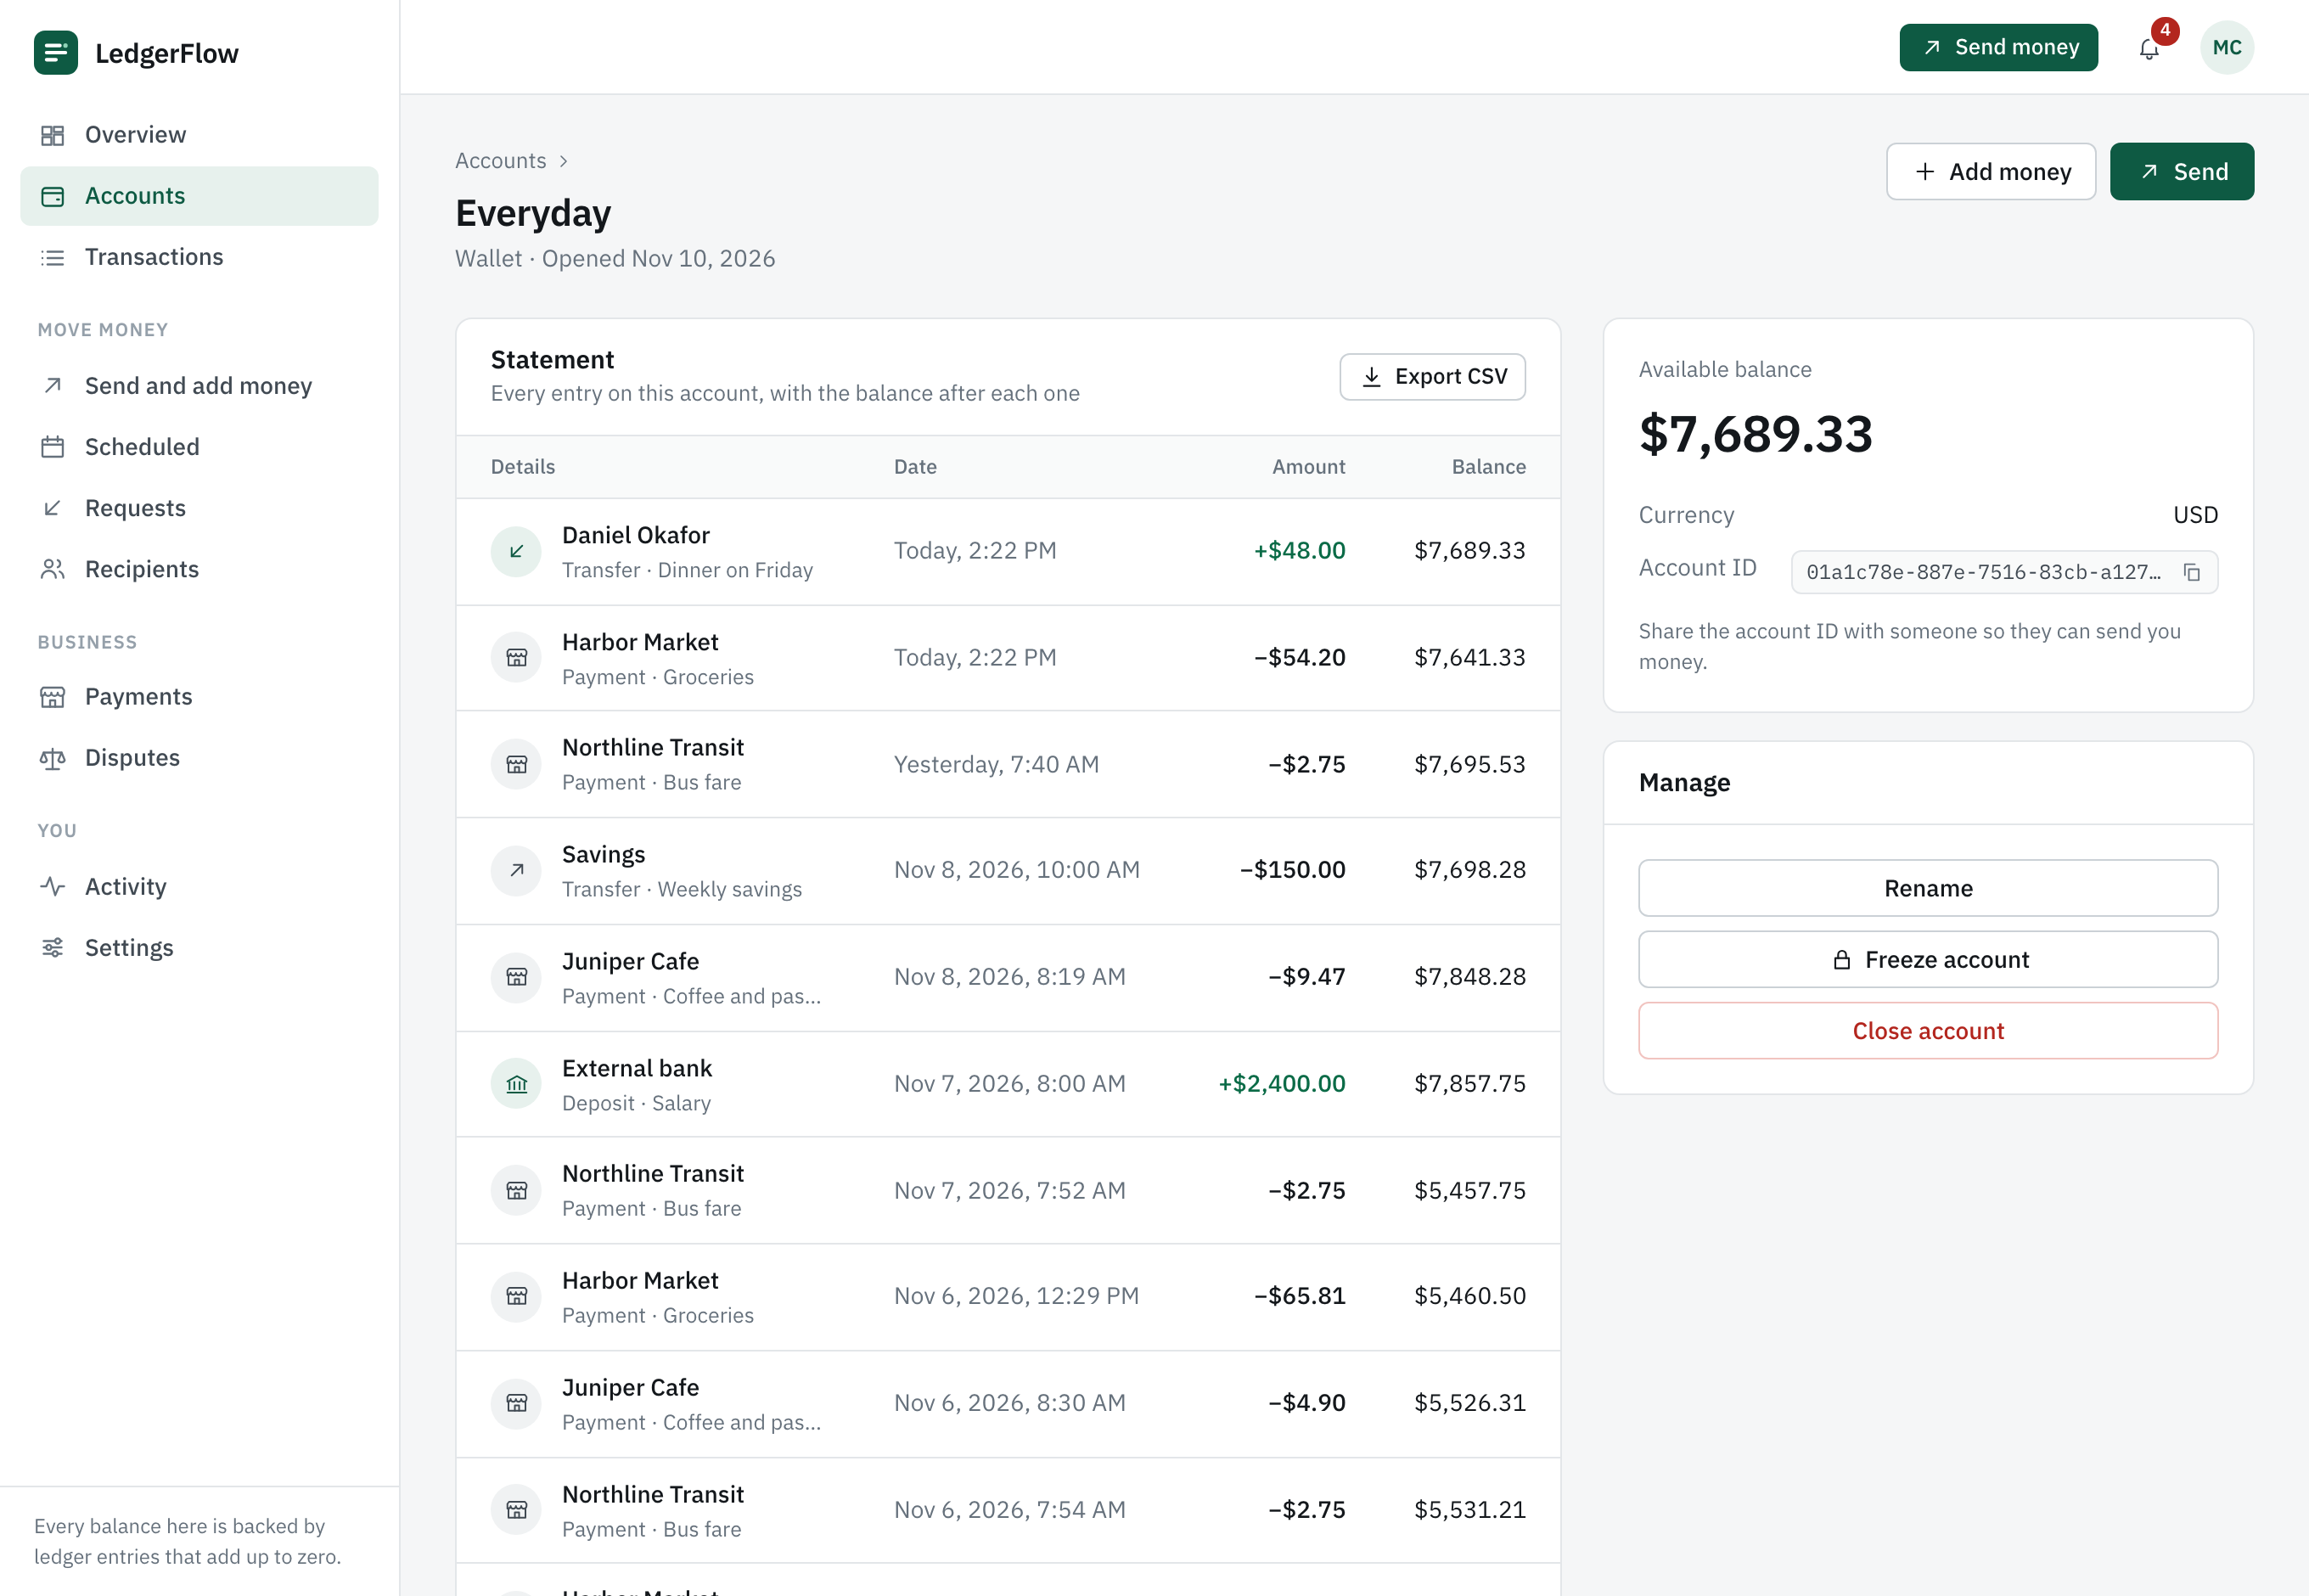 LedgerFlow
Overview
Accounts
Transactions
MOVE MONEY
Send and add money
Scheduled
Requests
Recipients
BUSINESS
Payments
Disputes
YOU
Activity
Settings
Every balance here is backed by
ledger entries that add up to zero.
Send money
4
MC
Accounts
Everyday
Wallet · Opened Nov 10, 2026
Add money
Send
Statement
Every entry on this account, with the balance after each one
Export CSV
Details Date Amount Balance
Daniel Okafor
Transfer · Dinner on Friday
Today, 2:22 PM +$48.00 $7,689.33
Harbor Market
Payment · Groceries
Today, 2:22 PM −$54.20 $7,641.33
Northline Transit
Payment · Bus fare
Yesterday, 7:40 AM −$2.75 $7,695.53
Savings
Transfer · Weekly savings
Nov 8, 2026, 10:00 AM −$150.00 $7,698.28
Juniper Cafe
Payment · Coffee and pas...
Nov 8, 2026, 8:19 AM −$9.47 $7,848.28
External bank
Deposit · Salary
Nov 7, 2026, 8:00 AM +$2,400.00 $7,857.75
Northline Transit
Payment · Bus fare
Nov 7, 2026, 7:52 AM −$2.75 $5,457.75
Harbor Market
Payment · Groceries
Nov 6, 2026, 12:29 PM −$65.81 $5,460.50
Juniper Cafe
Payment · Coffee and pas...
Nov 6, 2026, 8:30 AM −$4.90 $5,526.31
Northline Transit
Payment · Bus fare
Nov 6, 2026, 7:54 AM −$2.75 $5,531.21
Available balance
$7,689.33
Currency USD
Account ID 01a1c78e-887e-7516-83cb-a127…
Share the account ID with someone so they can send you
money.
Manage
Rename
Freeze account
Close account